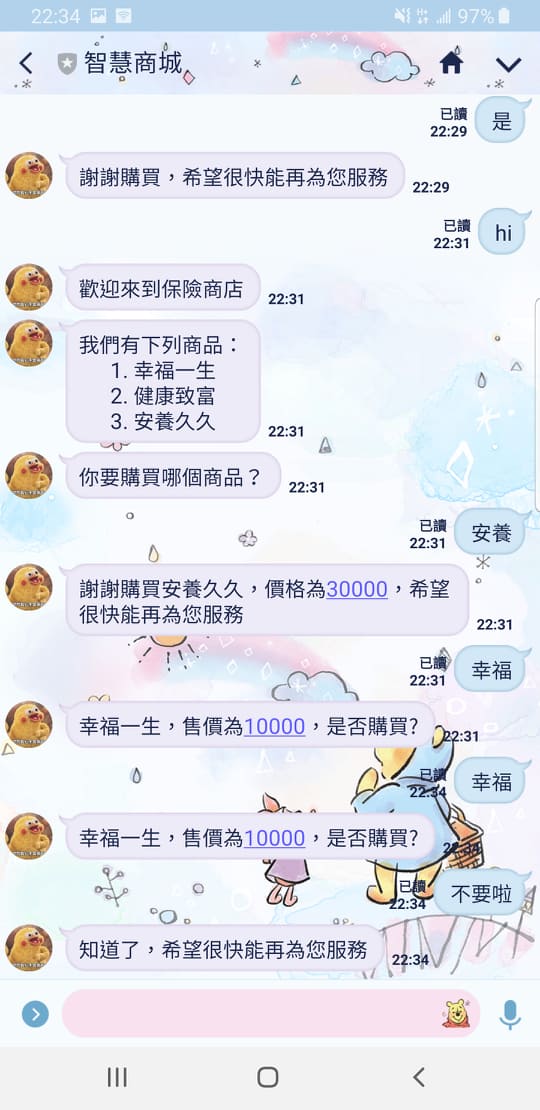 22:34
97%
智慧商城
已讀
22:29
是
謝謝購買，希望很快能再為您服務
22:29
已讀
22:31
hi
歡迎來到保險商店
22:31
我們有下列商品：
1. 幸福一生
2. 健康致富
3. 安養久久
22:31
你要購買哪個商品？
22:31
已讀
22:31
安養
謝謝購買安養久久，價格為30000，希望
很快能再為您服務
22:31
已讀
22:31
幸福
幸福一生，售價為10000，是否購買?
22:31
已讀
22:34
幸福
幸福一生，售價為10000，是否購買?
22:34
已讀
22:34
不要啦
知道了，希望很快能再為您服務
22:34